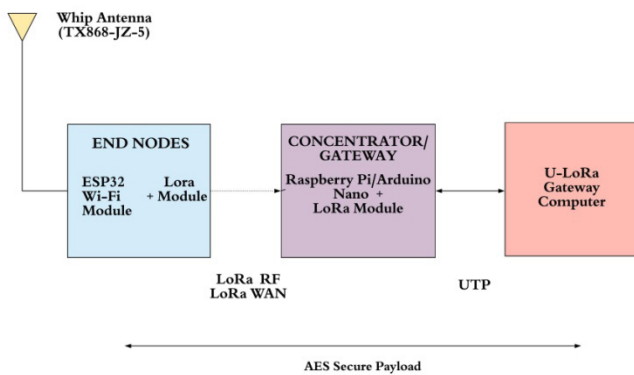 Whip Antenna
(TX868-JZ-5)
END NODES
ESP32 Lora
Wi-Fi + Module
Module
CONCENTRATOR/
GATEWAY
Raspberry Pi/Arduino
Nano +
LoRa Module
U-LoRa
Gateway
Computer
LoRa RF
LoRa WAN
UTP
AES Secure Payload